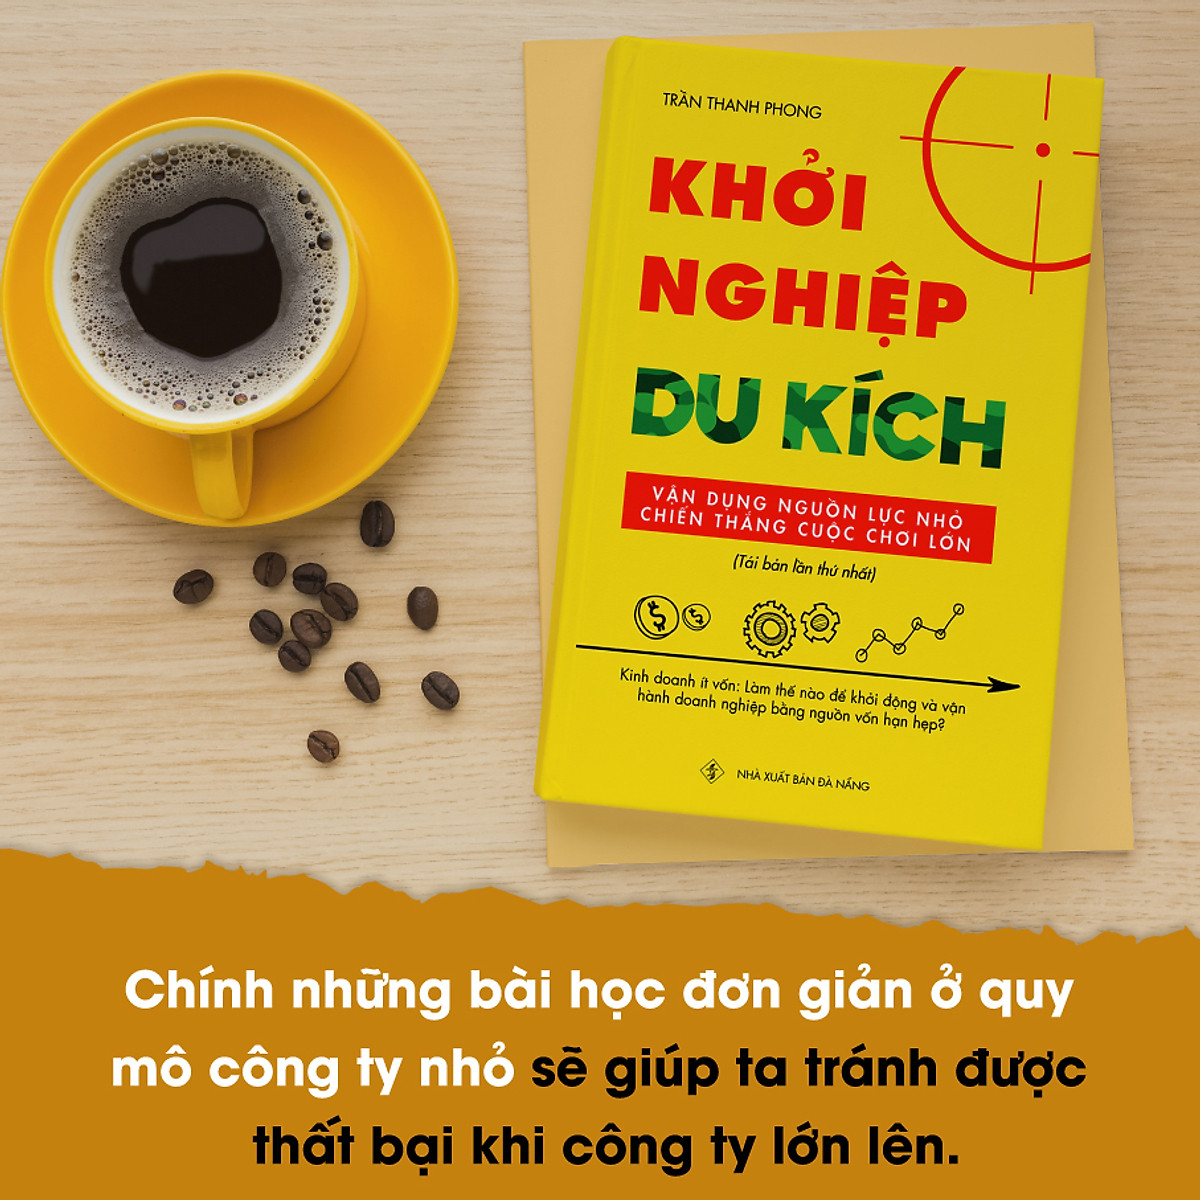 TRẦN THANH PHONG
KHỞI
NGHIỆP
DU KÍCH
VẬN DỤNG NGUỒN LỰC NHỎ
CHIẾN THẮNG CUỘC CHƠI LỚN
(Tái bản lần thứ nhất)
Kinh doanh ít vốn: Làm thế nào để khởi động và vận
hành doanh nghiệp bằng nguồn vốn hạn hẹp?
NHÀ XUẤT BẢN ĐÀ NẴNG
Chính những bài học đơn giản ở quy
mô công ty nhỏ sẽ giúp ta tránh được
thất bại khi công ty lớn lên.